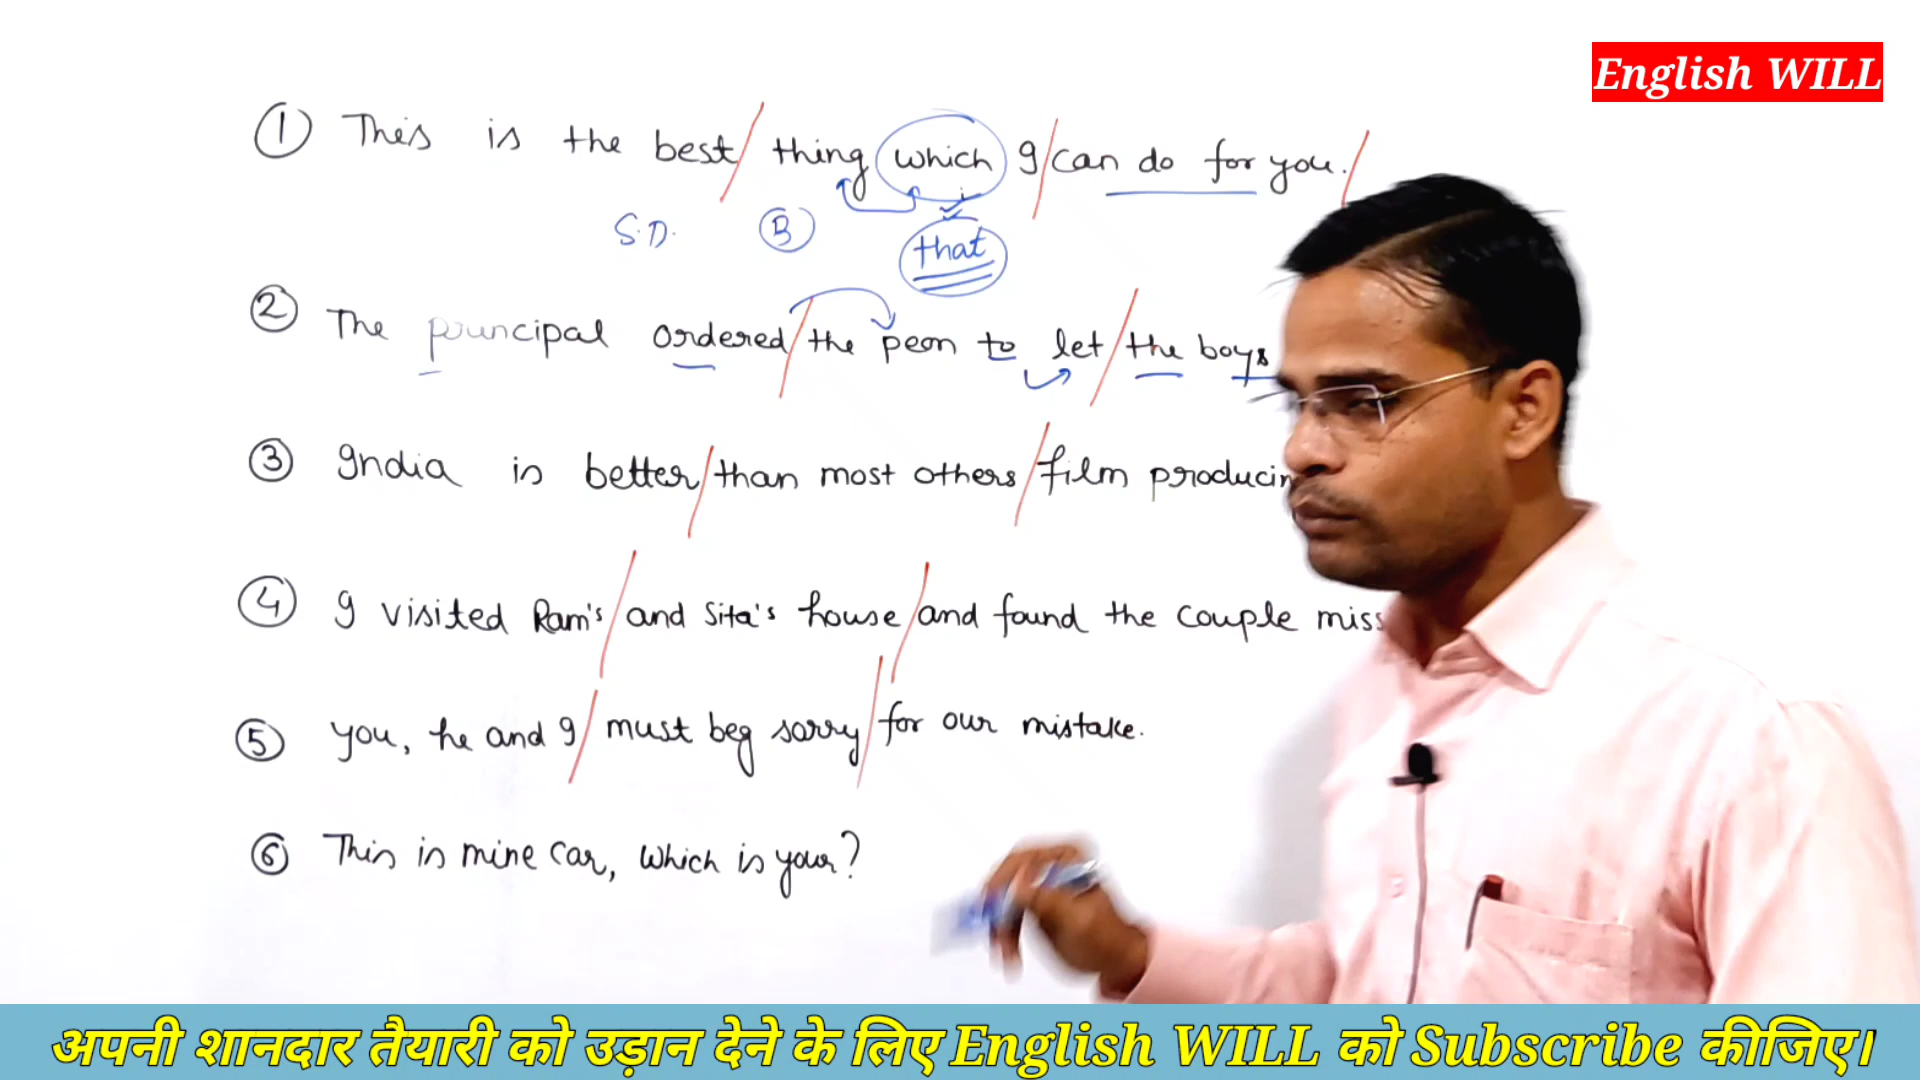 English WILL
① This is the best/ thing which I/can do for you./
S.D. Ⓑ that
② The principal ordered/the peon to let/the boys
③ India is better/than most others/film producin
④ I visited Ram's/and Sita's house/and found the couple miss
⑤ you, he and I/must beg sorry/for our mistake.
⑥ This is mine car, which is your?
अपनी शानदार तैयारी को उड़ान देने के लिए English WILL को Subscribe कीजिए।